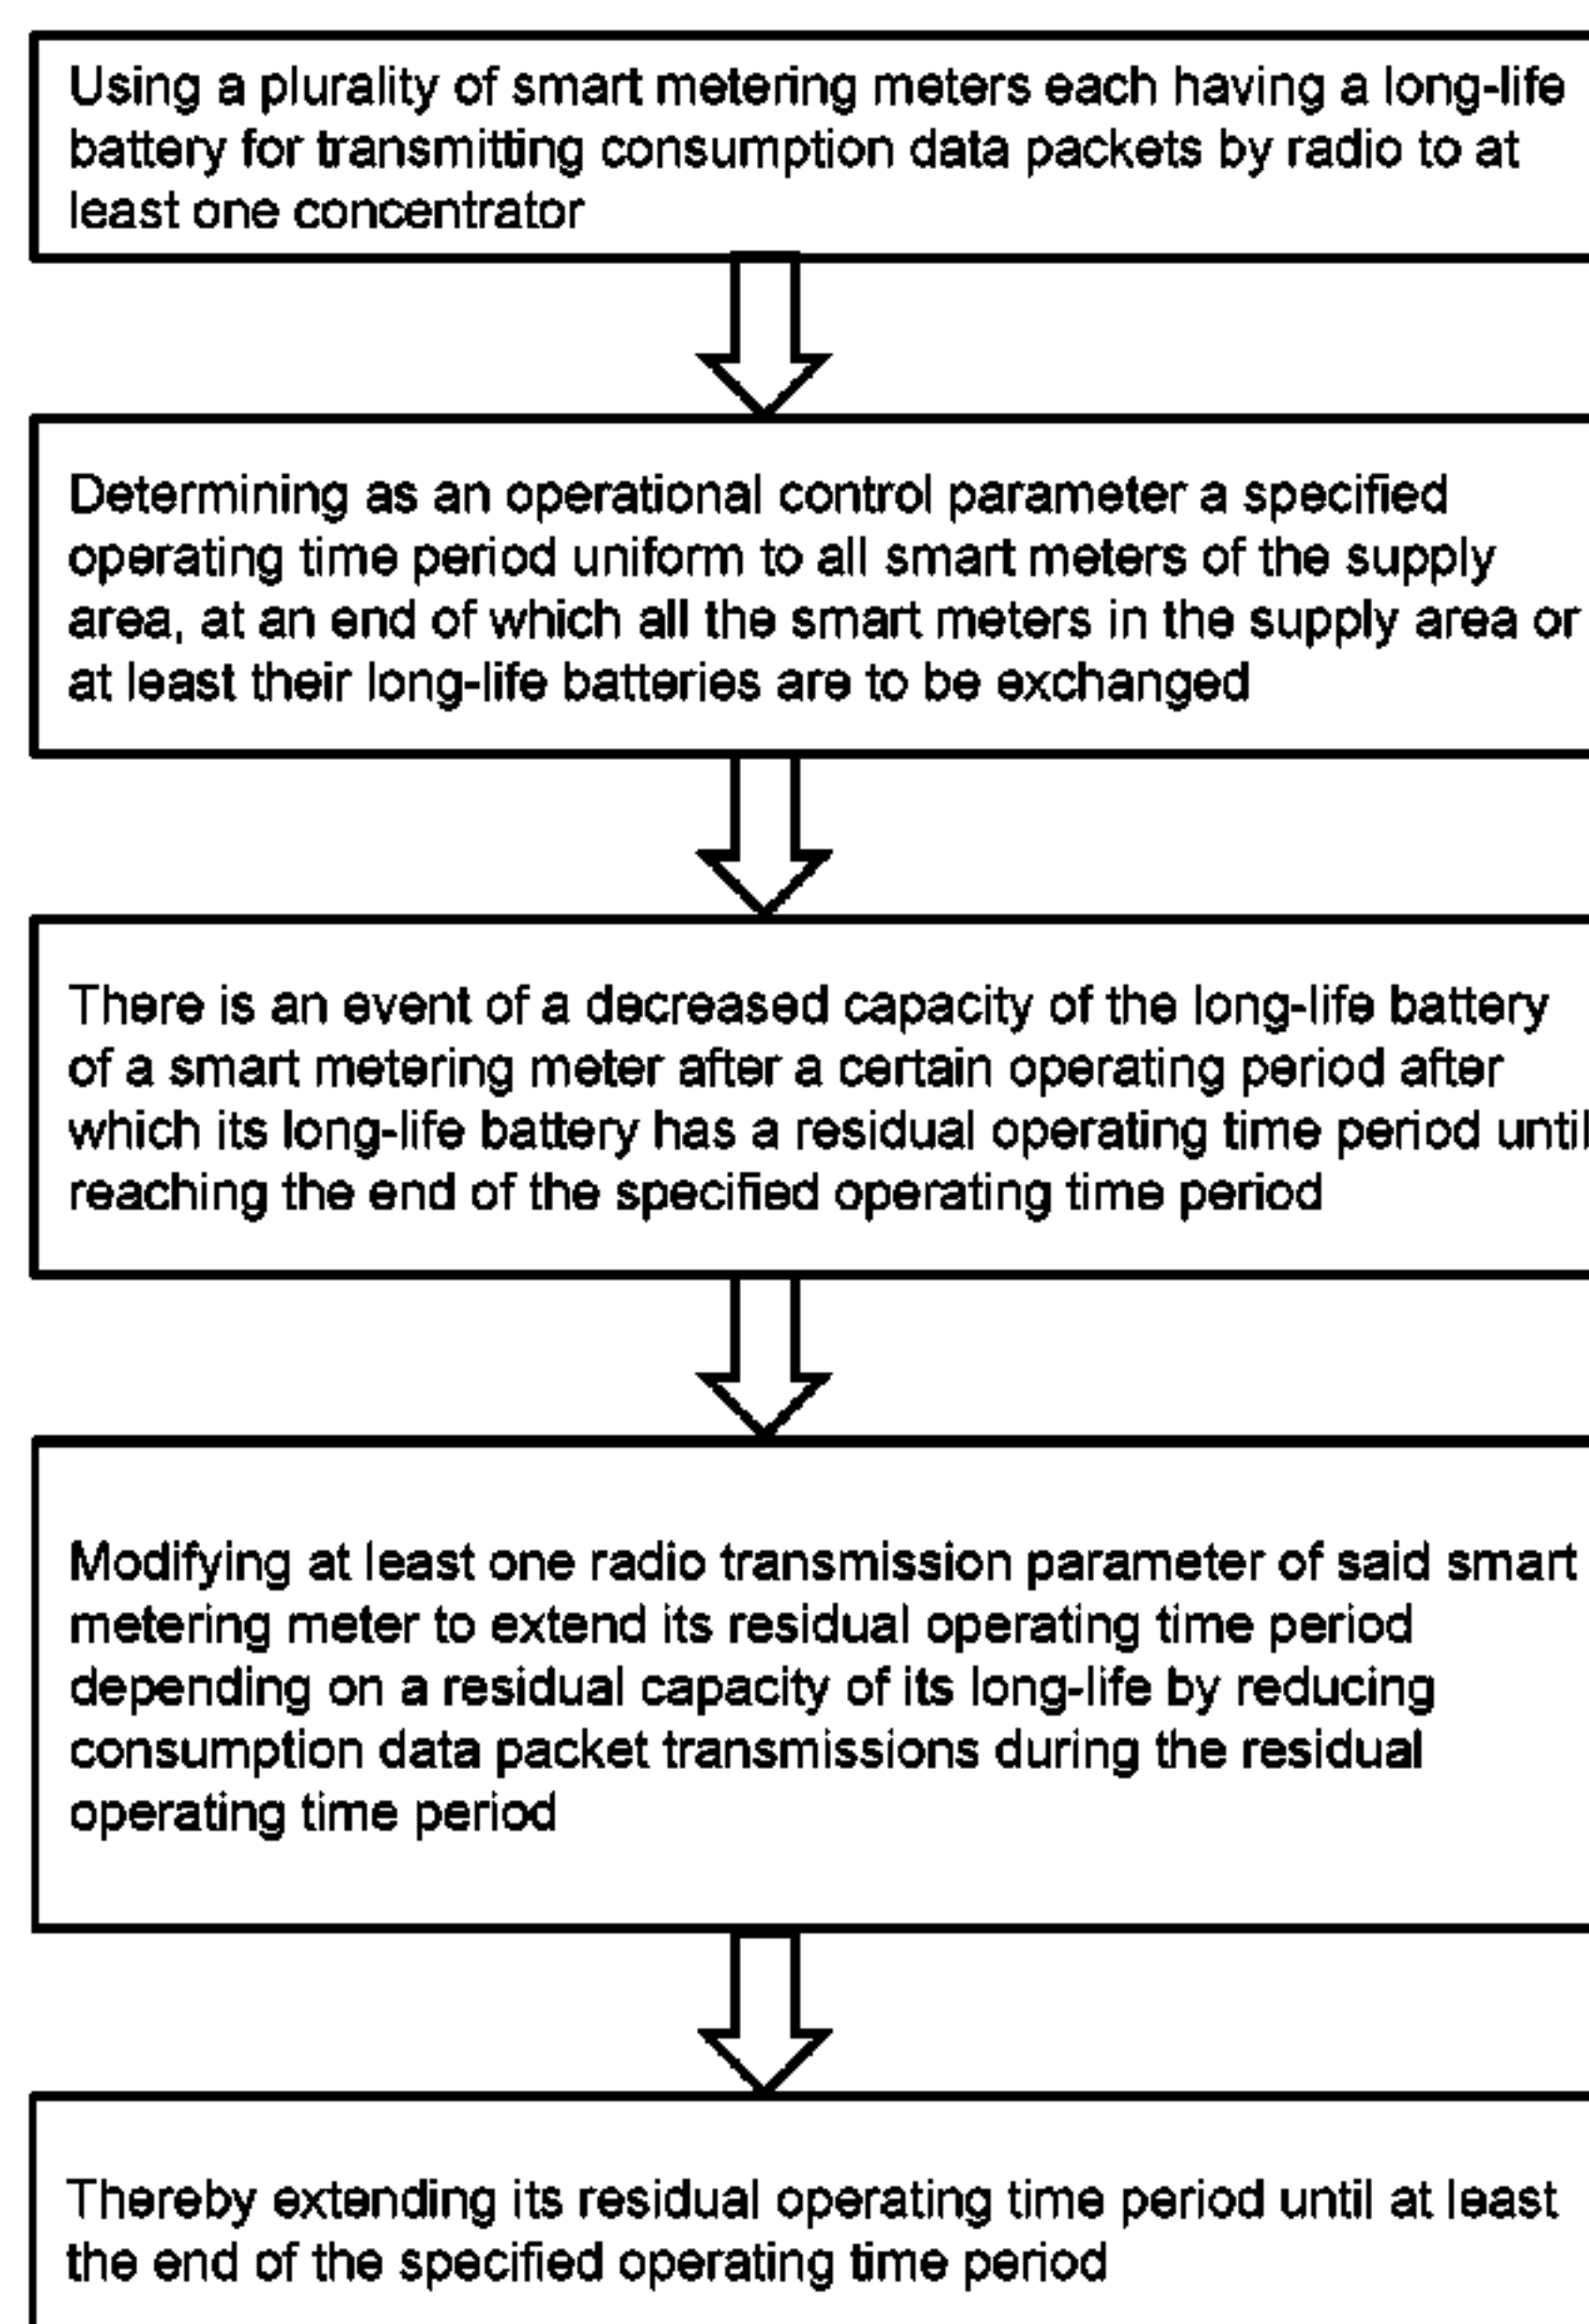 Using a plurality of smart metering meters each having a long-life
battery for transmitting consumption data packets by radio to at
least one concentrator
Determining as an operational control parameter a specified
operating time period uniform to all smart meters of the supply
area, at an end of which all the smart meters in the supply area or
at least their long-life batteries are to be exchanged
There is an event of a decreased capacity of the long-life battery
of a smart metering meter after a certain operating period after
which its long-life battery has a residual operating time period until
reaching the end of the specified operating time period
Modifying at least one radio transmission parameter of said smart
metering meter to extend its residual operating time period
depending on a residual capacity of its long-life by reducing
consumption data packet transmissions during the residual
operating time period
Thereby extending its residual operating time period until at least
the end of the specified operating time period